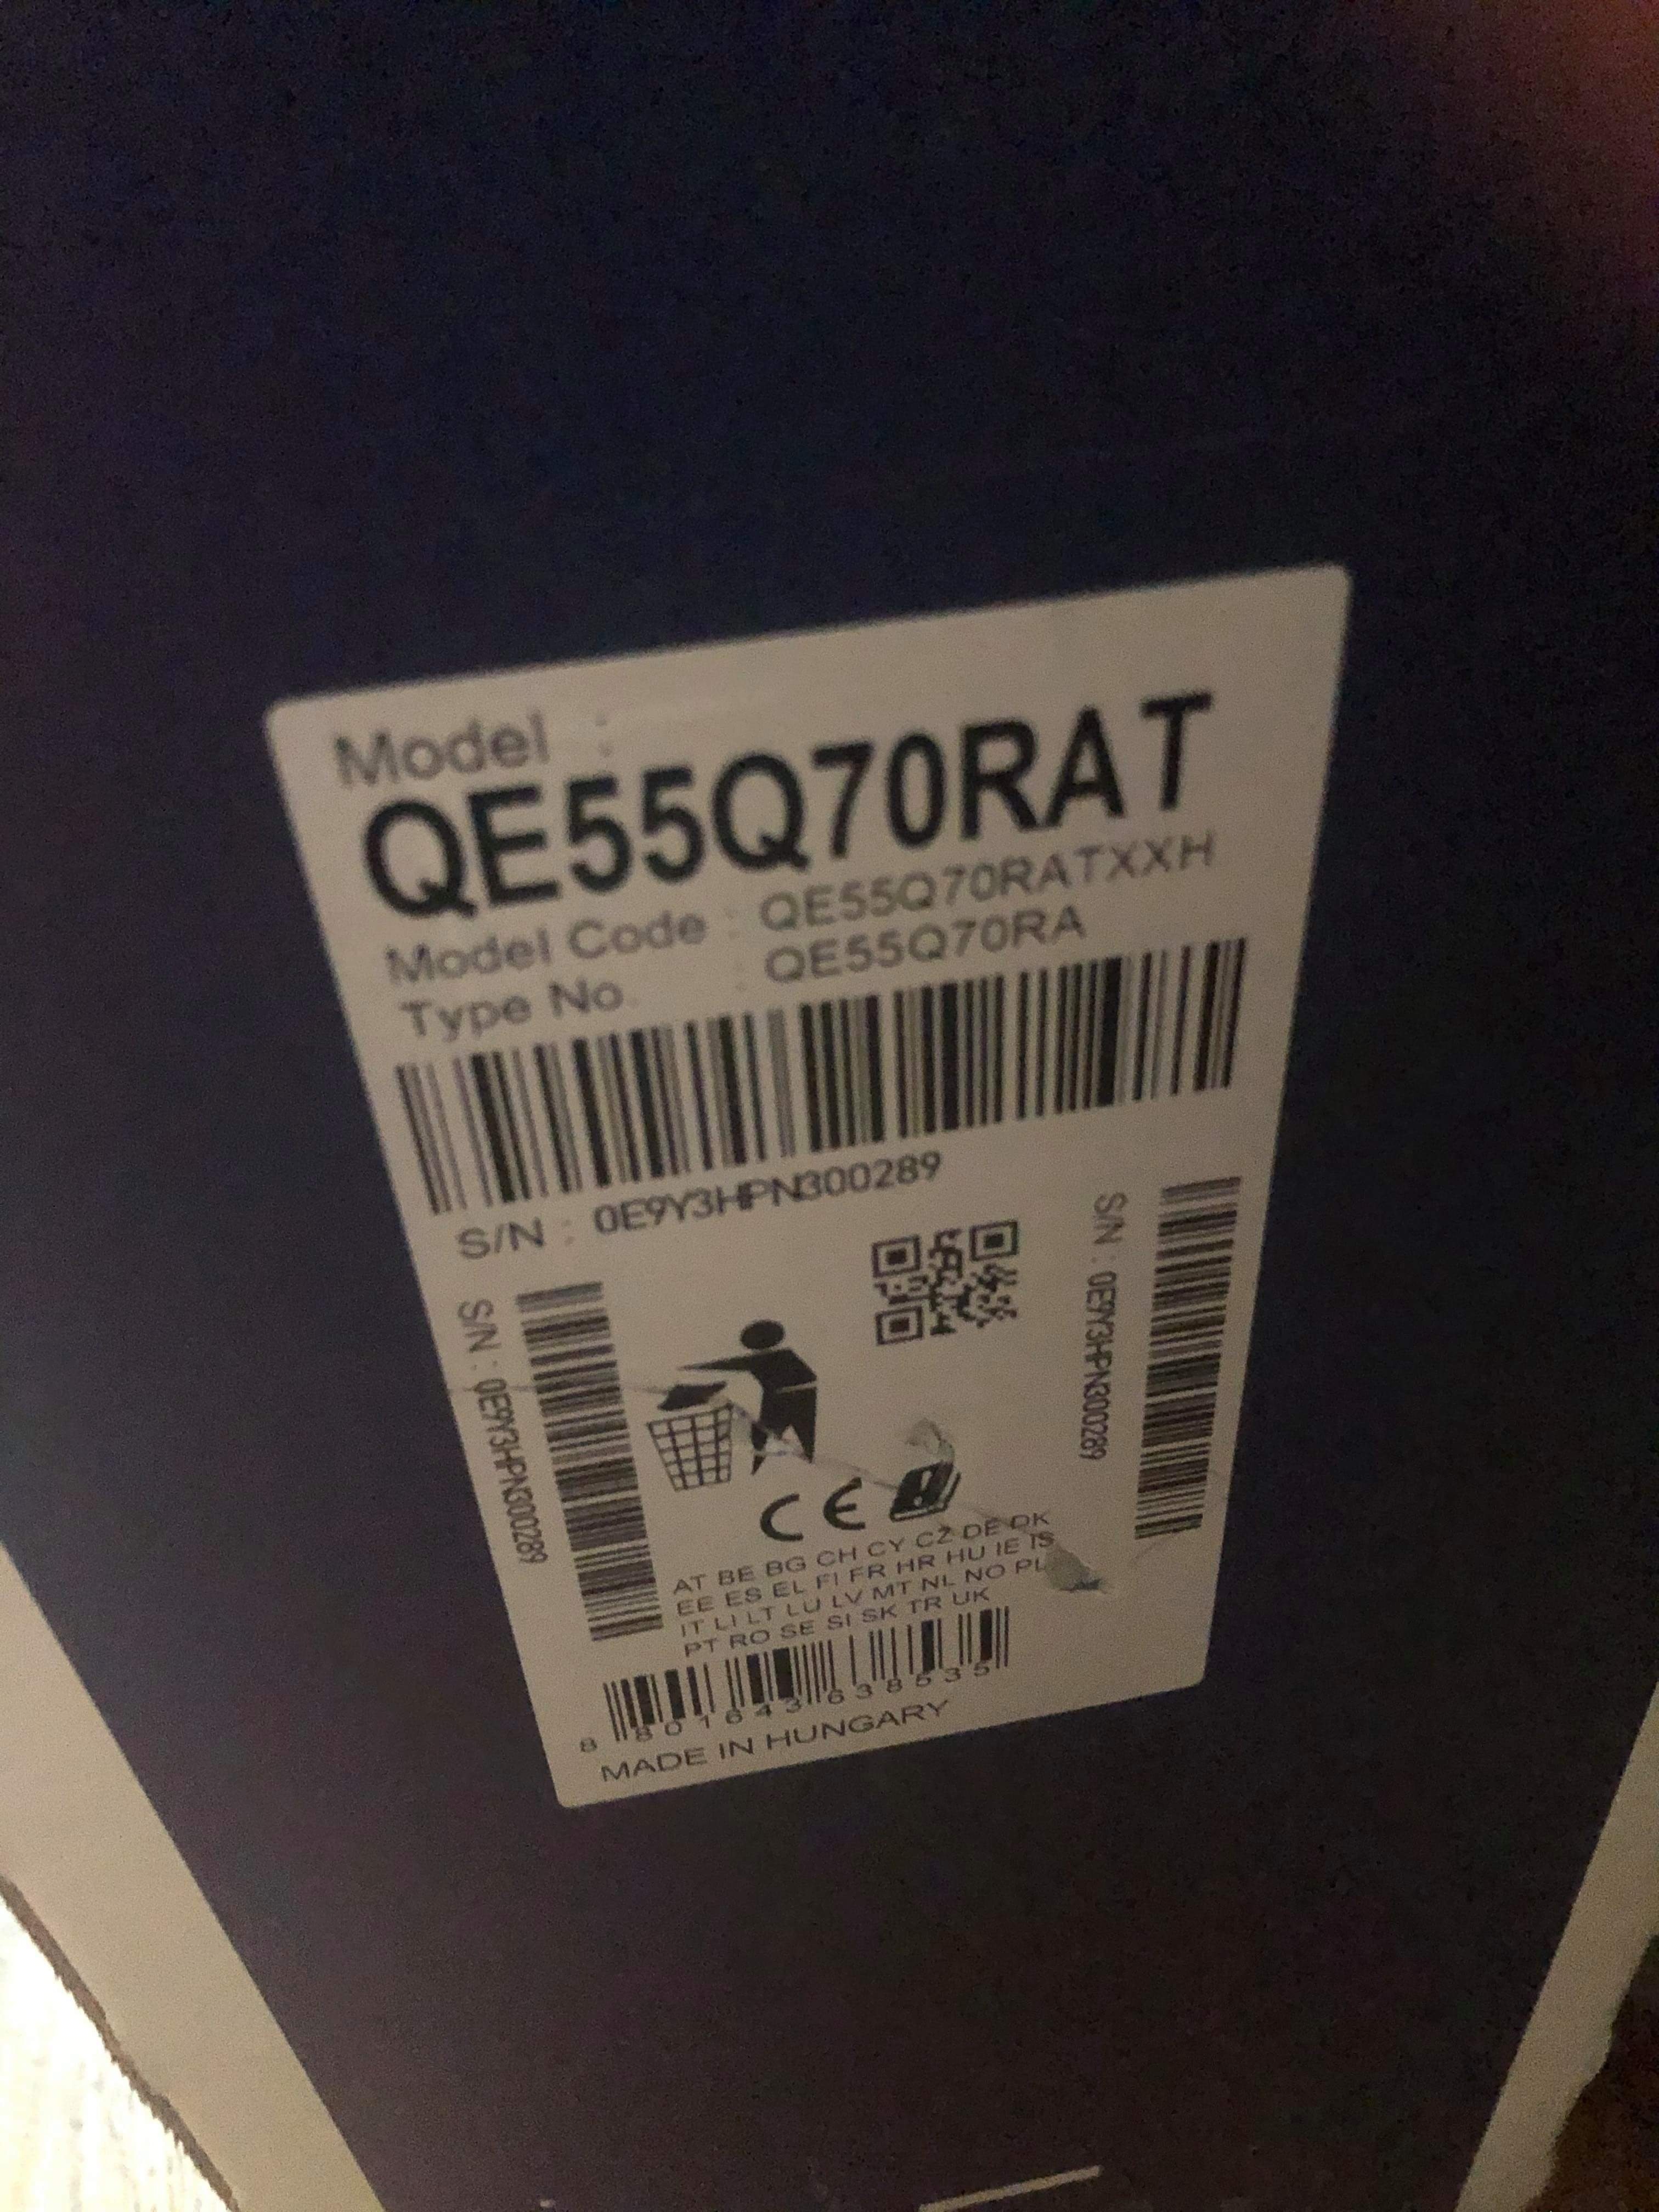 Model :
QE55Q70RAT
Model Code : QE55Q70RATXXH
Type No. : QE55Q70RA
S/N : 0E9Y3HPN300289
S/N : 0E9Y3HPN300289
S/N : 0E9Y3HPN300289
CE
AT BE BG CH CY CZ DE DK
EE ES EL FI FR HR HU IE IS
IT LI LT LU LV MT NL NO PL
PT RO SE SI SK TR UK
8 801643 638535
MADE IN HUNGARY